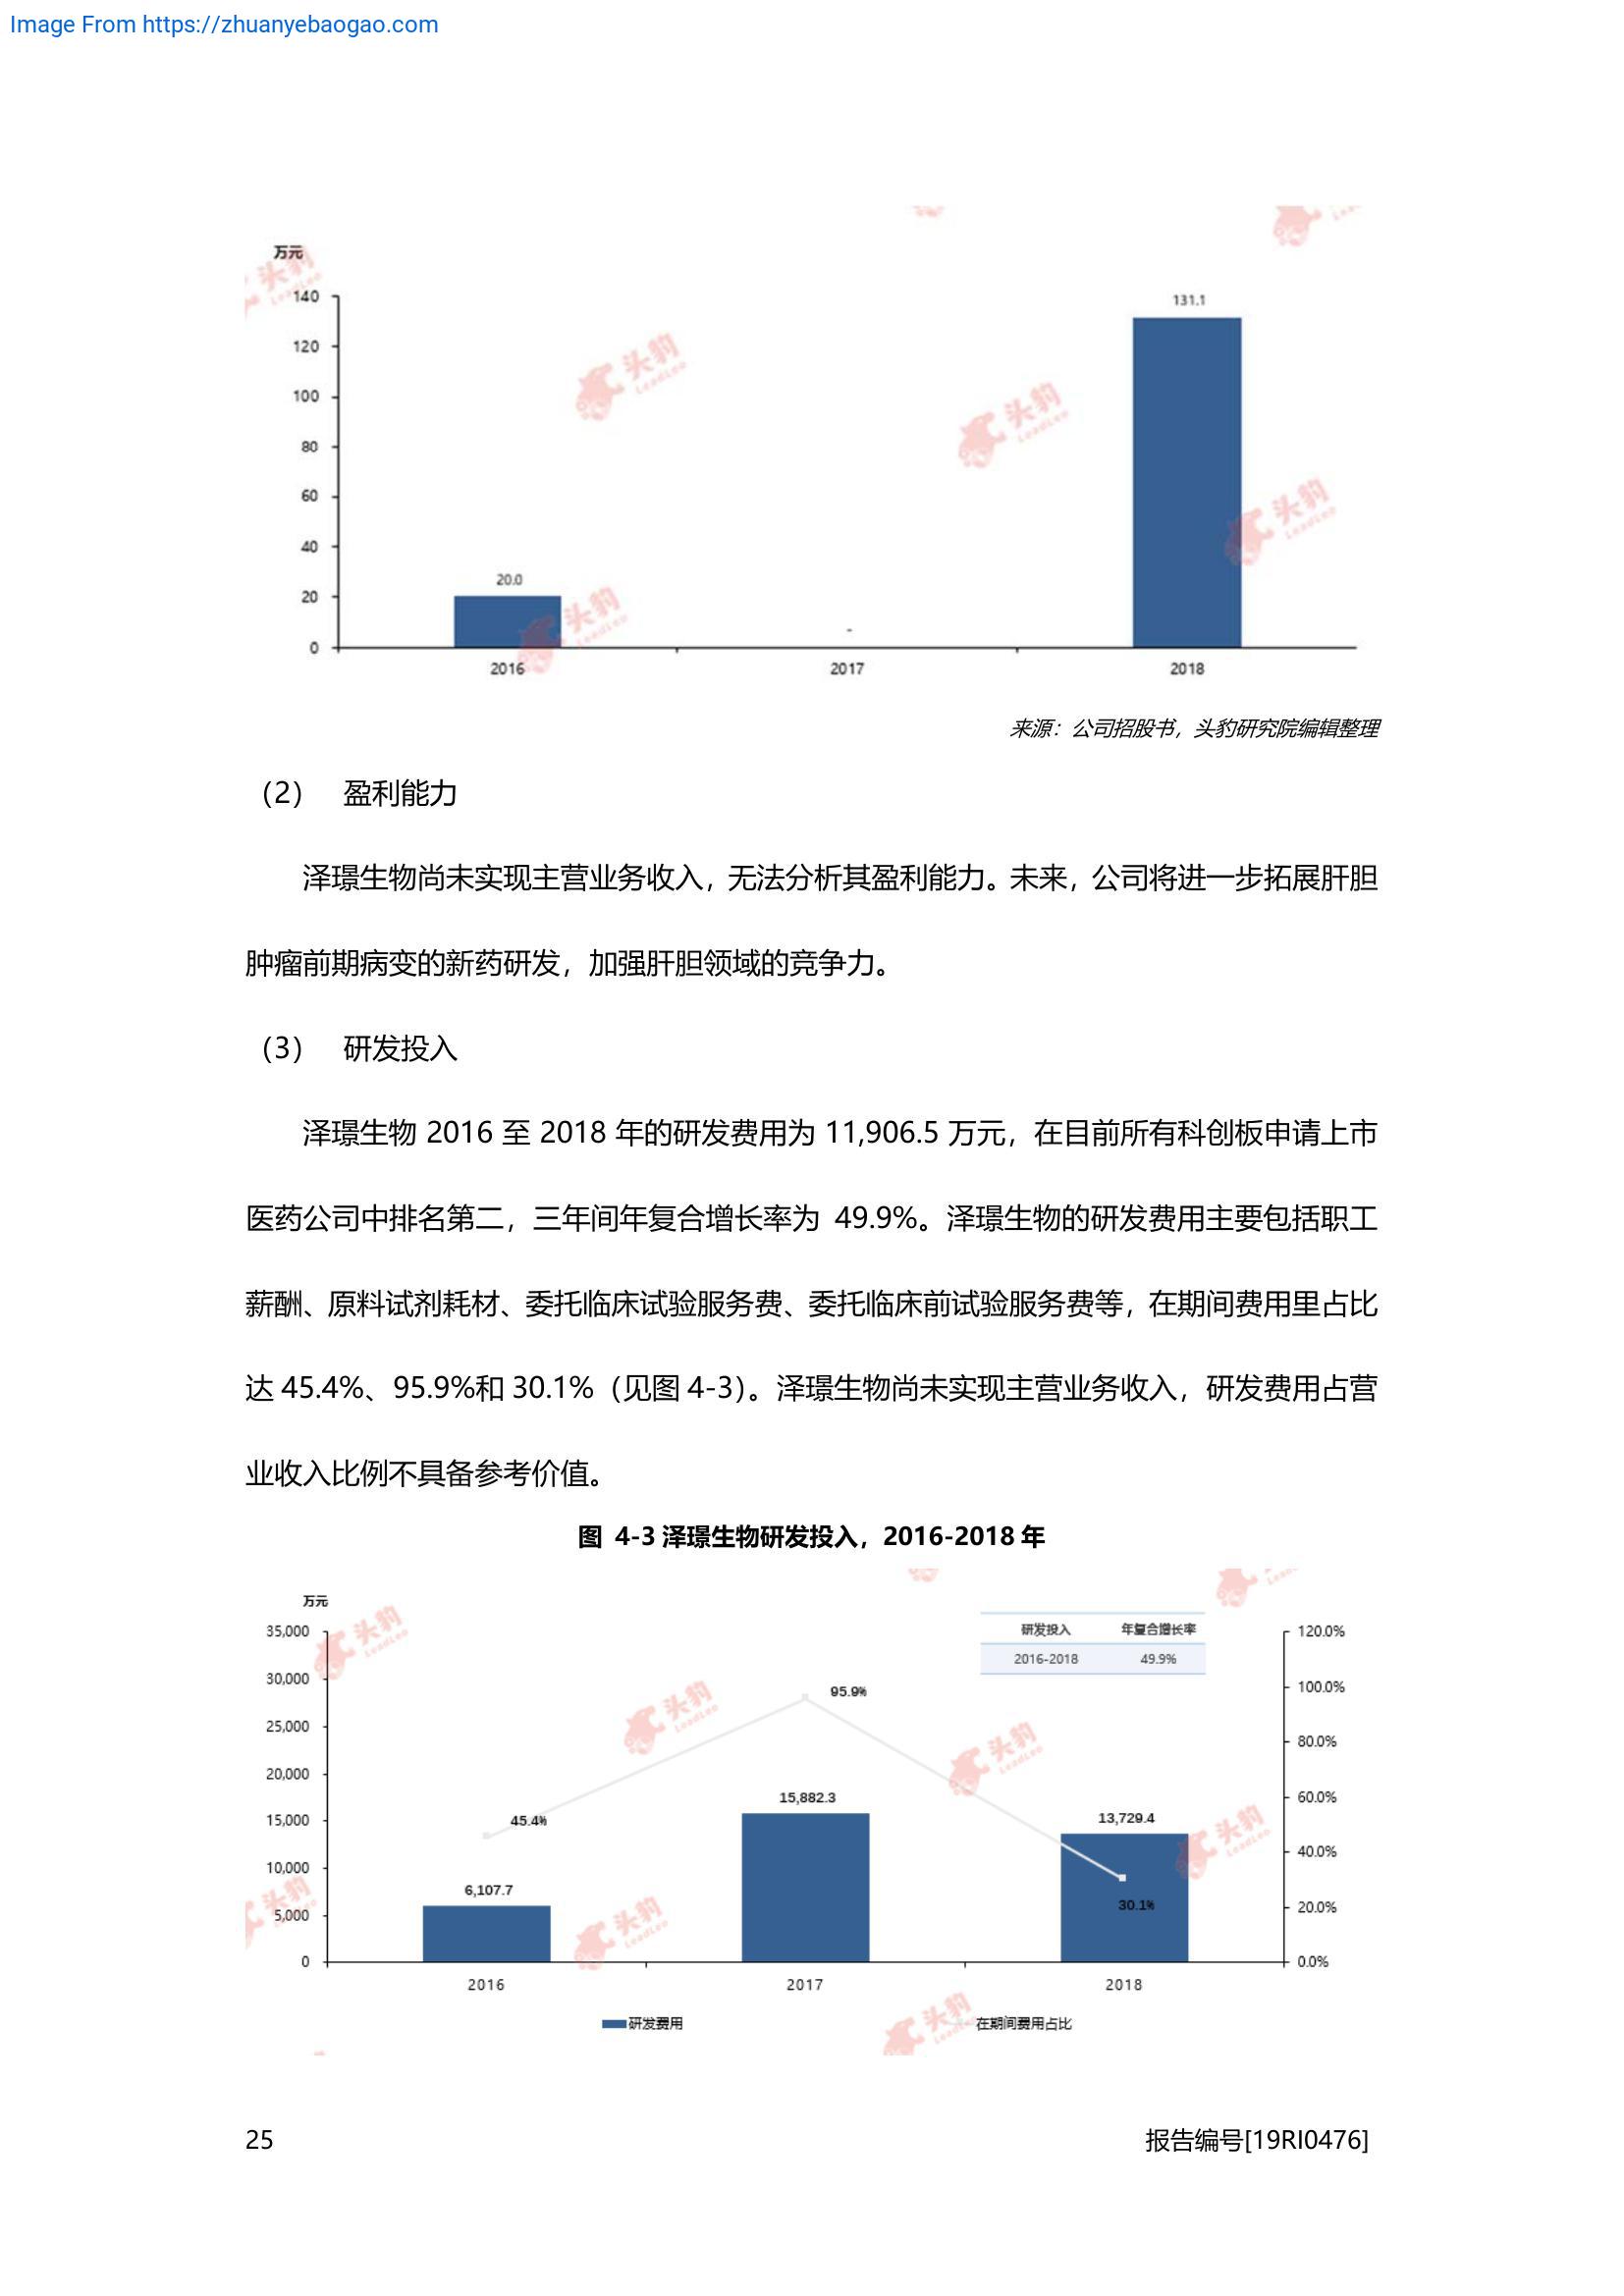 Image From https://zhuanyebaogao.com
万元
140
131.1
120
100
80
60
40
20.0
20
-
0
2016
2017
2018
来源：公司招股书，头豹研究院编辑整理
（2） 盈利能力
泽璟生物尚未实现主营业务收入，无法分析其盈利能力。未来，公司将进一步拓展肝胆
肿瘤前期病变的新药研发，加强肝胆领域的竞争力。
（3） 研发投入
泽璟生物 2016 至 2018 年的研发费用为 11,906.5 万元，在目前所有科创板申请上市
医药公司中排名第二，三年间年复合增长率为 49.9%。泽璟生物的研发费用主要包括职工
薪酬、原料试剂耗材、委托临床试验服务费、委托临床前试验服务费等，在期间费用里占比
达 45.4%、95.9%和 30.1%（见图 4-3）。泽璟生物尚未实现主营业务收入，研发费用占营
业收入比例不具备参考价值。
图 4-3 泽璟生物研发投入，2016-2018 年
万元
35,000
研发投入 年复合增长率
120.0%
2016-2018 49.9%
30,000
100.0%
95.9%
25,000
80.0%
20,000
15,882.3
60.0%
15,000
45.4%
13,729.4
40.0%
10,000
6,107.7
30.1%
5,000
20.0%
0
0.0%
2016
2017
2018
研发费用
在期间费用占比
头豹
LeadLeo
25
报告编号[19RI0476]